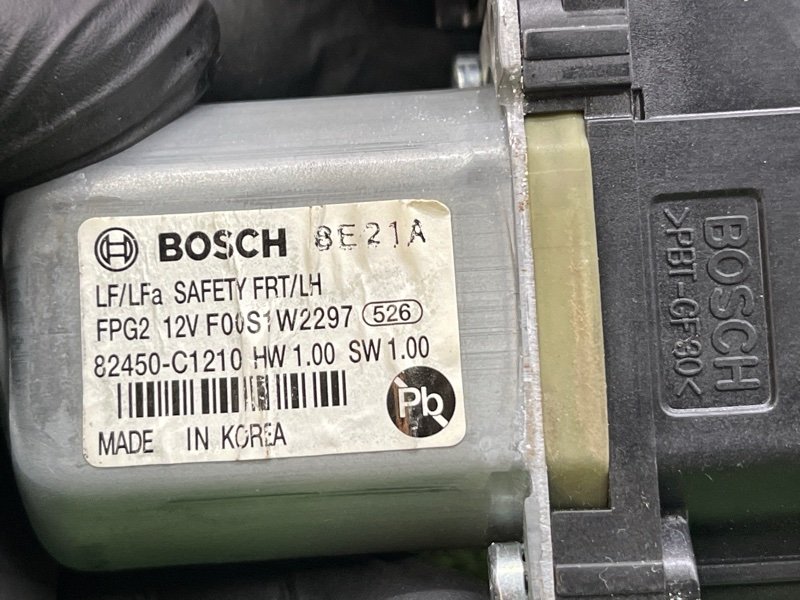 BOSCH 8E21A
LF/LFa SAFETY FRT/LH
FPG2 12V F00S1W2297 526
82450-C1210 HW 1.00 SW 1.00
Pb
MADE IN KOREA
BOSCH
>PBT-GF30<